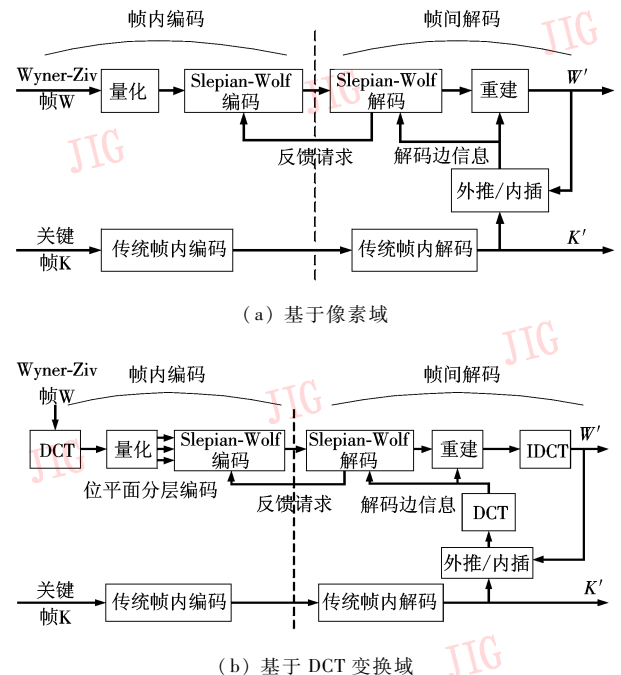 帧内编码
帧间解码
JIG
Wyner-Ziv
帧W
量化
Slepian-Wolf
编码
JIG
Slepian-Wolf
解码
重建
W′
JIG
反馈请求
解码边信息
外推/内插
关键
帧K
传统帧内编码
传统帧内解码
K′
(a) 基于像素域
JIG
Wyner-Ziv
帧W
帧内编码
帧间解码
JIG
DCT
JIG
量化
Slepian-Wolf
编码
Slepian-Wolf
解码
重建
IDCT
W′
位平面分层编码
反馈请求
解码边信息
DCT
外推/内插
关键
帧K
传统帧内编码
传统帧内解码
K′
(b) 基于 DCT 变换域
JIG